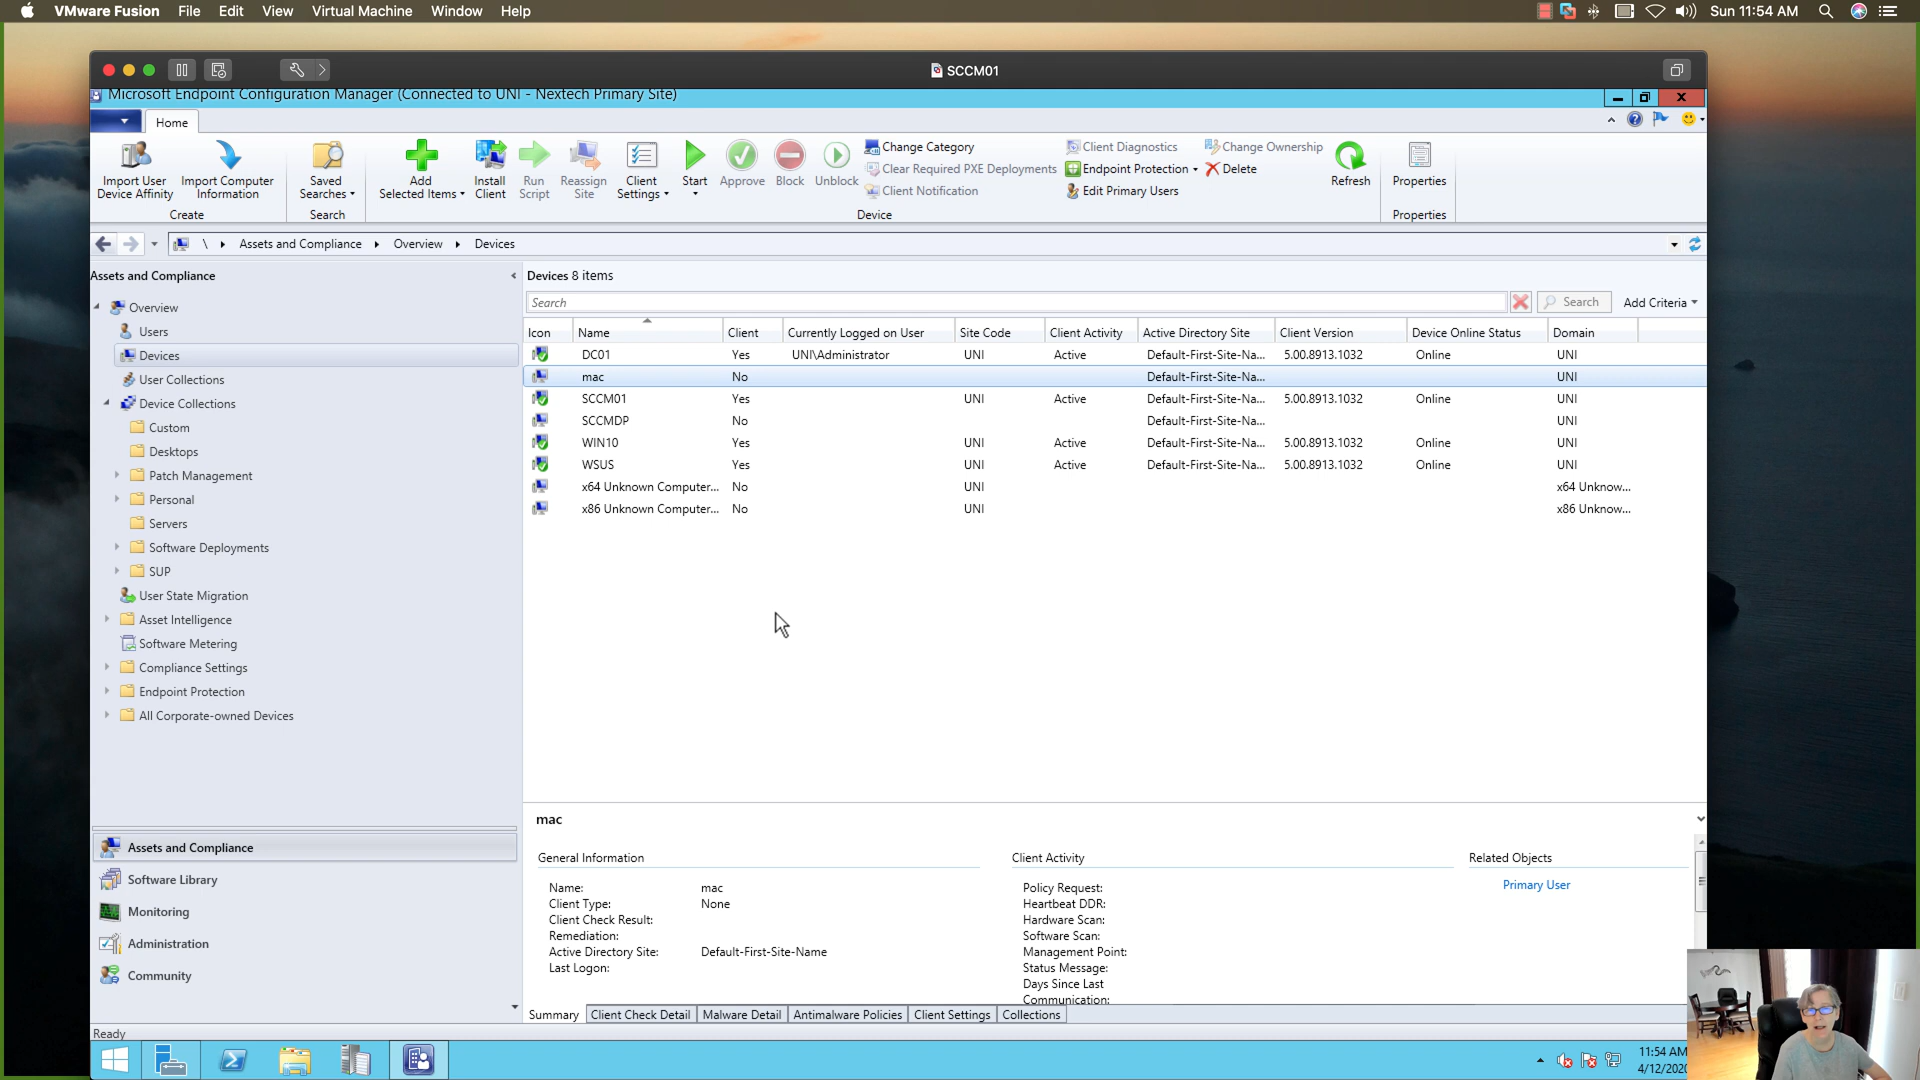 VMware Fusion File Edit View Virtual Machine Window Help Sun 11:54 AM
SCCM01
Microsoft Endpoint Configuration Manager (Connected to UNI - Nextech Primary Site)
Home
Import User Device Affinity
Import Computer Information
Saved Searches
Add Selected Items
Install Client
Run Script
Reassign Site
Client Settings
Start
Approve
Block
Unblock
Change Category
Clear Required PXE Deployments
Client Notification
Client Diagnostics
Endpoint Protection
Edit Primary Users
Change Ownership
Delete
Refresh
Properties
Create Search Device Properties
\ Assets and Compliance Overview Devices
Assets and Compliance
Overview
Users
Devices
User Collections
Device Collections
Custom
Desktops
Patch Management
Personal
Servers
Software Deployments
SUP
User State Migration
Asset Intelligence
Software Metering
Compliance Settings
Endpoint Protection
All Corporate-owned Devices
Assets and Compliance
Software Library
Monitoring
Administration
Community
Devices 8 items
Search Search Add Criteria
Icon Name Client Currently Logged on User Site Code Client Activity Active Directory Site Client Version Device Online Status Domain
DC01 Yes UNI\Administrator UNI Active Default-First-Site-Na... 5.00.8913.1032 Online UNI
mac No Default-First-Site-Na... UNI
SCCM01 Yes UNI Active Default-First-Site-Na... 5.00.8913.1032 Online UNI
SCCMDP No Default-First-Site-Na... UNI
WIN10 Yes UNI Active Default-First-Site-Na... 5.00.8913.1032 Online UNI
WSUS Yes UNI Active Default-First-Site-Na... 5.00.8913.1032 Online UNI
x64 Unknown Computer... No UNI x64 Unknow...
x86 Unknown Computer... No UNI x86 Unknow...
mac
General Information
Name: mac
Client Type: None
Client Check Result:
Remediation:
Active Directory Site: Default-First-Site-Name
Last Logon:
Client Activity
Policy Request:
Heartbeat DDR:
Hardware Scan:
Software Scan:
Management Point:
Status Message:
Days Since Last
Communication:
Related Objects
Primary User
Summary Client Check Detail Malware Detail Antimalware Policies Client Settings Collections
Ready
11:54 AM
4/12/2020